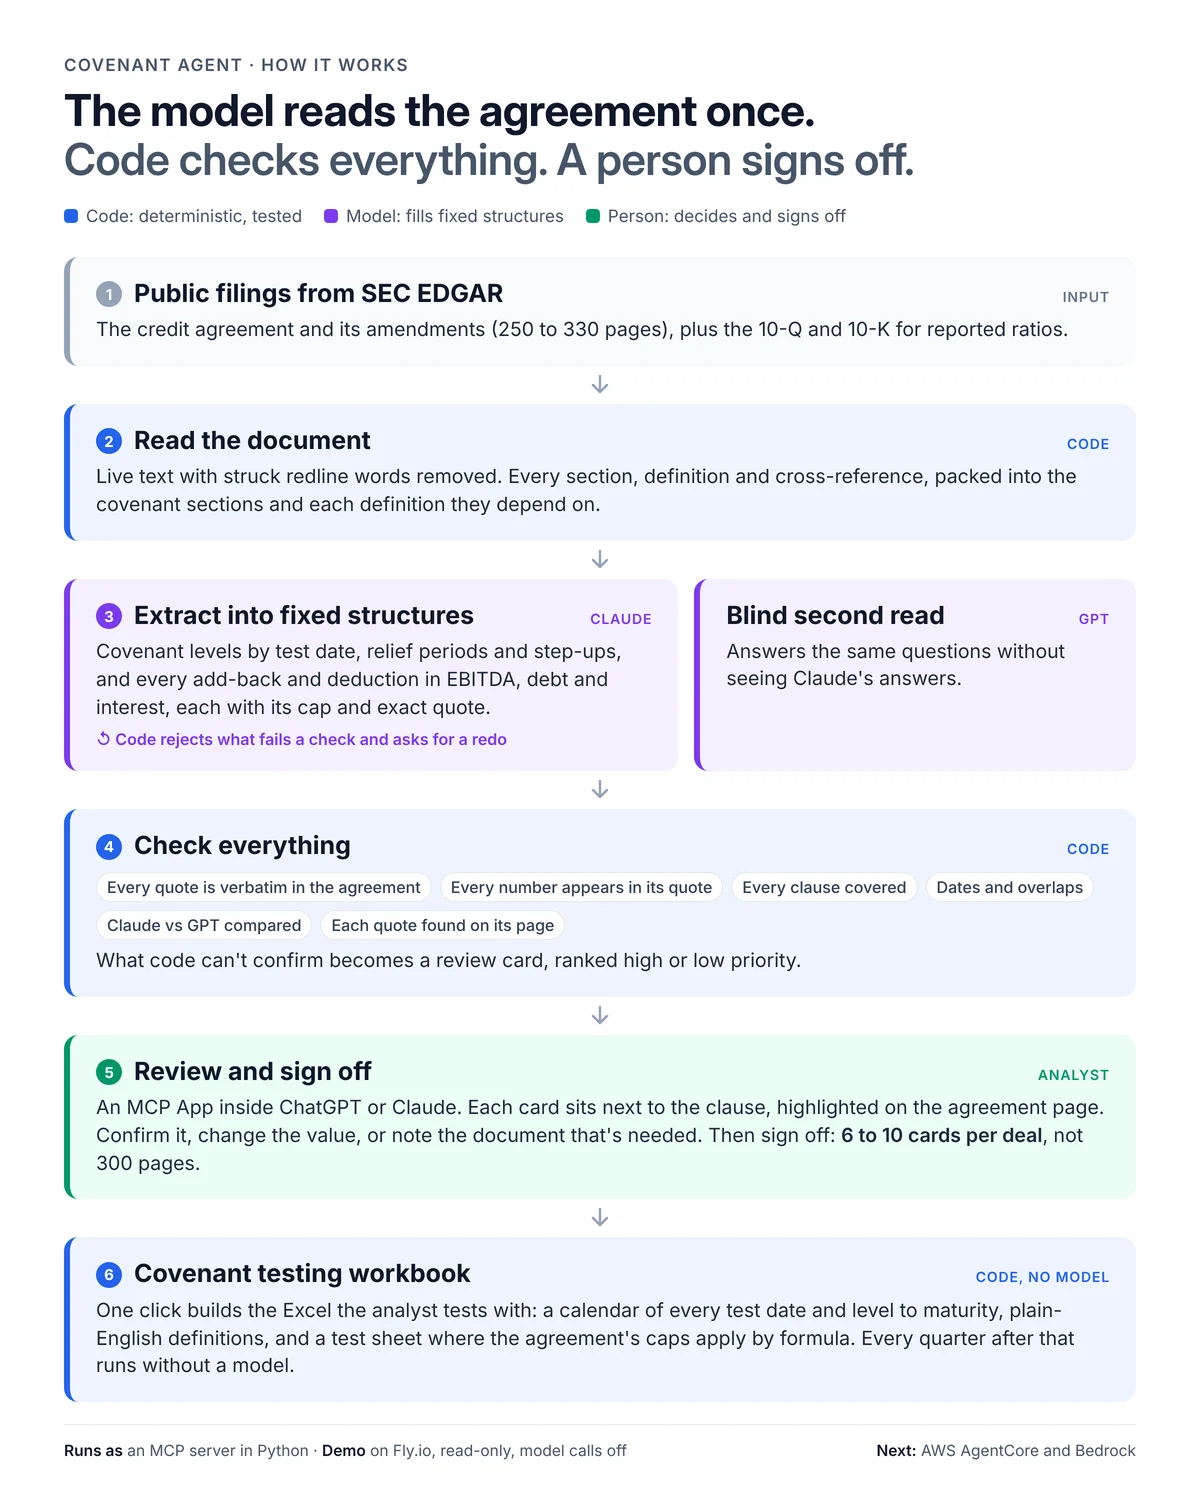 COVENANT AGENT · HOW IT WORKS
The model reads the agreement once.
Code checks everything. A person signs off.
Code: deterministic, tested
Model: fills fixed structures
Person: decides and signs off
1 Public filings from SEC EDGAR
INPUT
The credit agreement and its amendments (250 to 330 pages), plus the 10-Q and 10-K for reported ratios.
↓
2 Read the document
CODE
Live text with struck redline words removed. Every section, definition and cross-reference, packed into the
covenant sections and each definition they depend on.
↓
3 Extract into fixed structures
CLAUDE
Covenant levels by test date, relief periods and step-ups,
and every add-back and deduction in EBITDA, debt and
interest, each with its cap and exact quote.
↺ Code rejects what fails a check and asks for a redo
Blind second read
GPT
Answers the same questions without
seeing Claude's answers.
↓
4 Check everything
CODE
Every quote is verbatim in the agreement
Every number appears in its quote
Every clause covered
Dates and overlaps
Claude vs GPT compared
Each quote found on its page
What code can't confirm becomes a review card, ranked high or low priority.
↓
5 Review and sign off
ANALYST
An MCP App inside ChatGPT or Claude. Each card sits next to the clause, highlighted on the agreement page.
Confirm it, change the value, or note the document that's needed. Then sign off: 6 to 10 cards per deal, not
300 pages.
↓
6 Covenant testing workbook
CODE, NO MODEL
One click builds the Excel the analyst tests with: a calendar of every test date and level to maturity, plain-
English definitions, and a test sheet where the agreement's caps apply by formula. Every quarter after that
runs without a model.
Runs as an MCP server in Python · Demo on Fly.io, read-only, model calls off
Next: AWS AgentCore and Bedrock